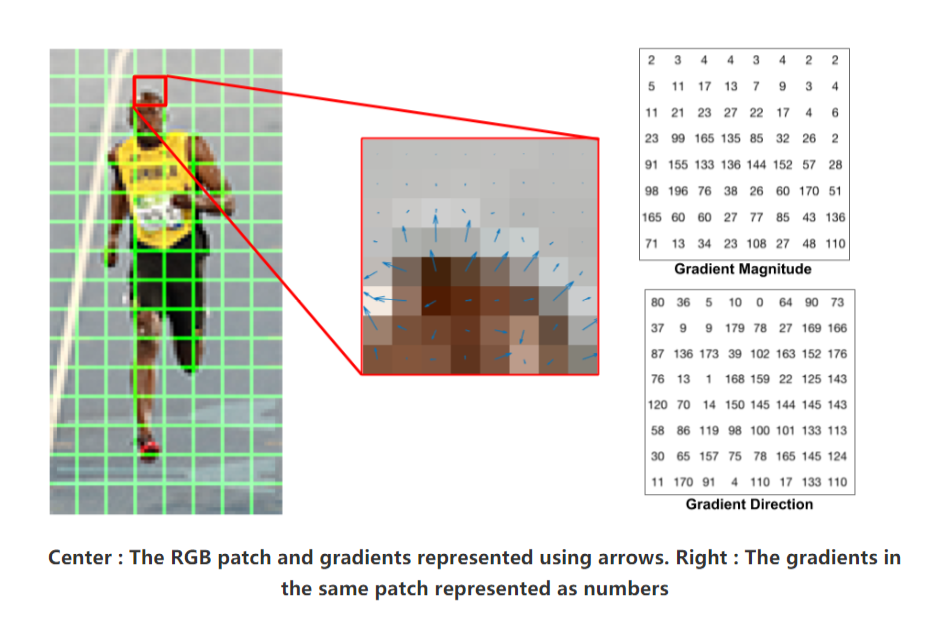 2 3 4 4 3 4 2 2
5 11 17 13 7 9 3 4
11 21 23 27 22 17 4 6
23 99 165 135 85 32 26 2
91 155 133 136 144 152 57 28
98 196 76 38 26 60 170 51
165 60 60 27 77 85 43 136
71 13 34 23 108 27 48 110
Gradient Magnitude
80 36 5 10 0 64 90 73
37 9 9 179 78 27 169 166
87 136 173 39 102 163 152 176
76 13 1 168 159 22 125 143
120 70 14 150 145 144 145 143
58 86 119 98 100 101 133 113
30 65 157 75 78 165 145 124
11 170 91 4 110 17 133 110
Gradient Direction
Center : The RGB patch and gradients represented using arrows. Right : The gradients in
the same patch represented as numbers